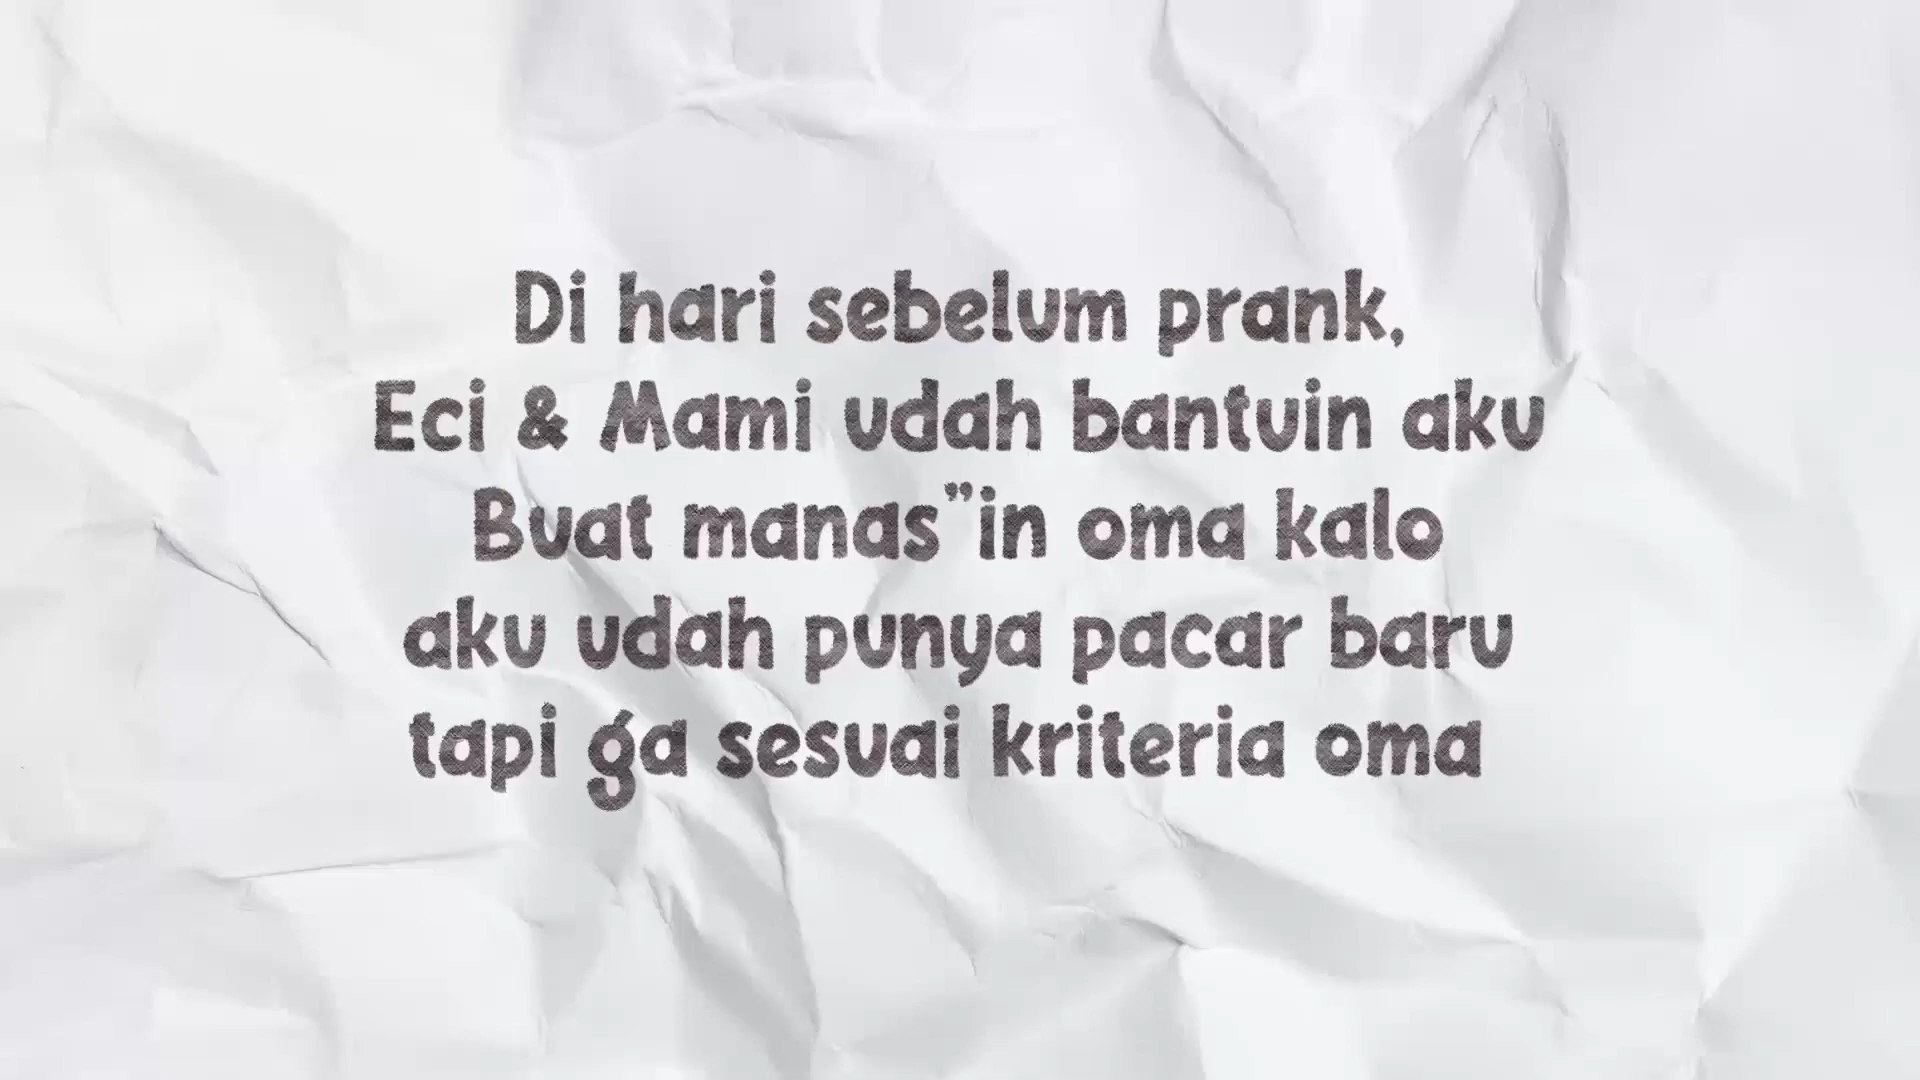 Di hari sebelum prank,
Eci & Mami udah bantuin aku
Buat manas”in oma kalo
aku udah punya pacar baru
tapi ga sesuai kriteria oma